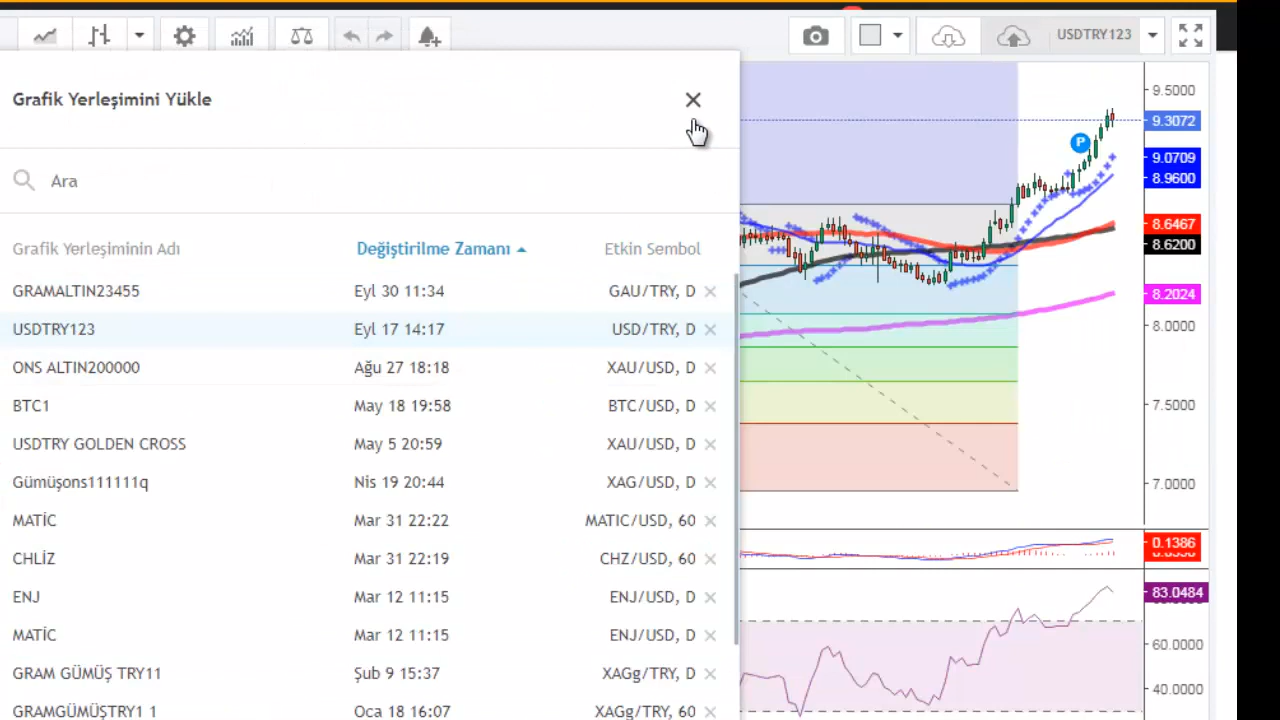 USDTRY123
Grafik Yerleşimini Yükle
Ara
Grafik Yerleşiminin Adı Değiştirilme Zamanı Etkin Sembol
GRAMALTIN23455 Eyl 30 11:34 GAU/TRY, D
USDTRY123 Eyl 17 14:17 USD/TRY, D
ONS ALTIN200000 Ağu 27 18:18 XAU/USD, D
BTC1 May 18 19:58 BTC/USD, D
USDTRY GOLDEN CROSS May 5 20:59 XAU/USD, D
Gümüşons111111q Nis 19 20:44 XAG/USD, D
MATİC Mar 31 22:22 MATIC/USD, 60
CHLİZ Mar 31 22:19 CHZ/USD, 60
ENJ Mar 12 11:15 ENJ/USD, D
MATİC Mar 12 11:15 ENJ/USD, D
GRAM GÜMÜŞ TRY11 Şub 9 15:37 XAGg/TRY, D
GRAMGÜMÜŞTRY1 1 Oca 18 16:07 XAGg/TRY, 60
P
9.5000
9.3072
9.0709
8.9600
8.6467
8.6200
8.2024
8.0000
7.5000
7.0000
0.1386
83.0484
60.0000
40.0000